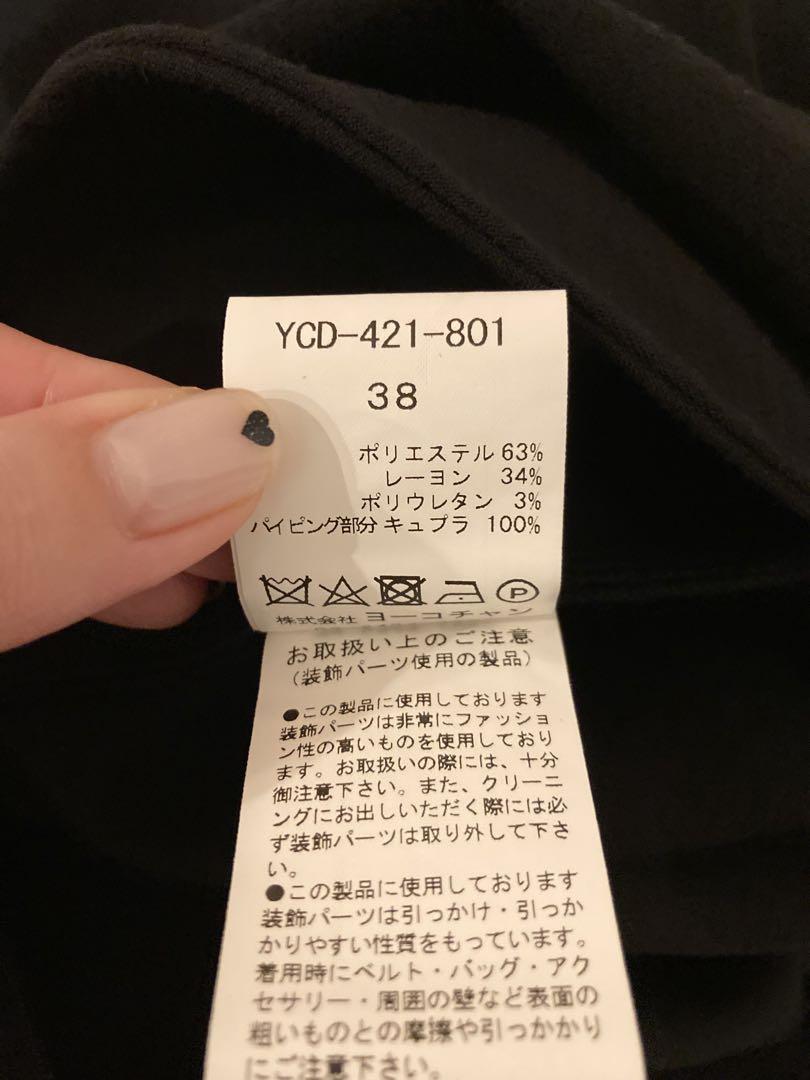 YCD-421-801
38
ポリエステル 63%
レーヨン 34%
ポリウレタン 3%
パイピング部分 キュプラ 100%
P
株式会社 ヨーコチャン
お取扱い上のご注意
(装飾パーツ使用の製品)
●この製品に使用しております
装飾パーツは非常にファッショ
ン性の高いものを使用しており
ます。お取扱いの際には、十分
御注意下さい。また、クリーニ
ングにお出しいただく際には必
ず装飾パーツは取り外して下さ
い。
●この製品に使用しております
装飾パーツは引っかけ・引っか
かりやすい性質をもっています。
着用時にベルト・バッグ・アク
セサリー・周囲の壁など表面の
粗いものとの摩擦や引っかかり
にご注意下さい。